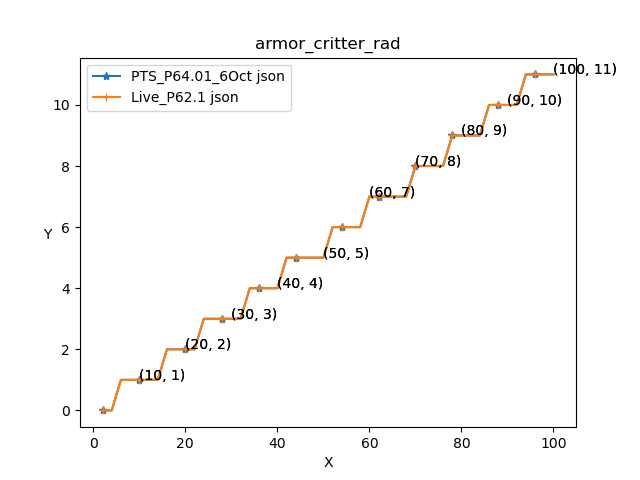 armor_critter_rad
PTS_P64.01_6Oct json
Live_P62.1 json
(100, 11)
(90, 10)
(80, 9)
(70, 8)
(60, 7)
(50, 5)
(40, 4)
(30, 3)
(20, 2)
(10, 1)
10
8
6
4
2
0
Y
0 20 40 60 80 100
X